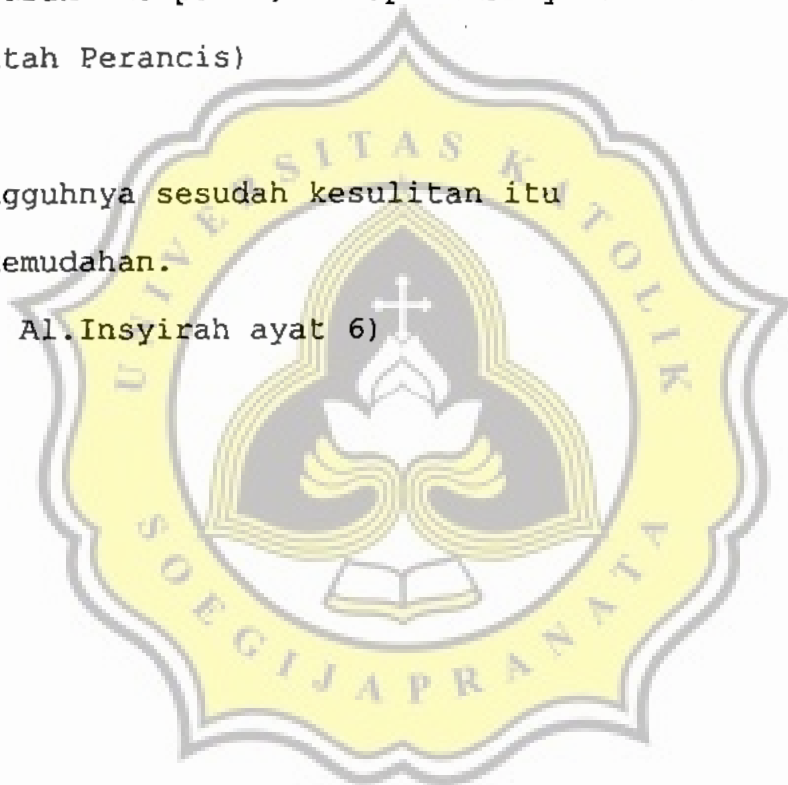 tah Perancis)
gguhnya sesudah kesulitan itu
emudahan.
Al.Insyirah ayat 6)
UNIVERSITAS KATOLIK
SOEGIJAPRANATA